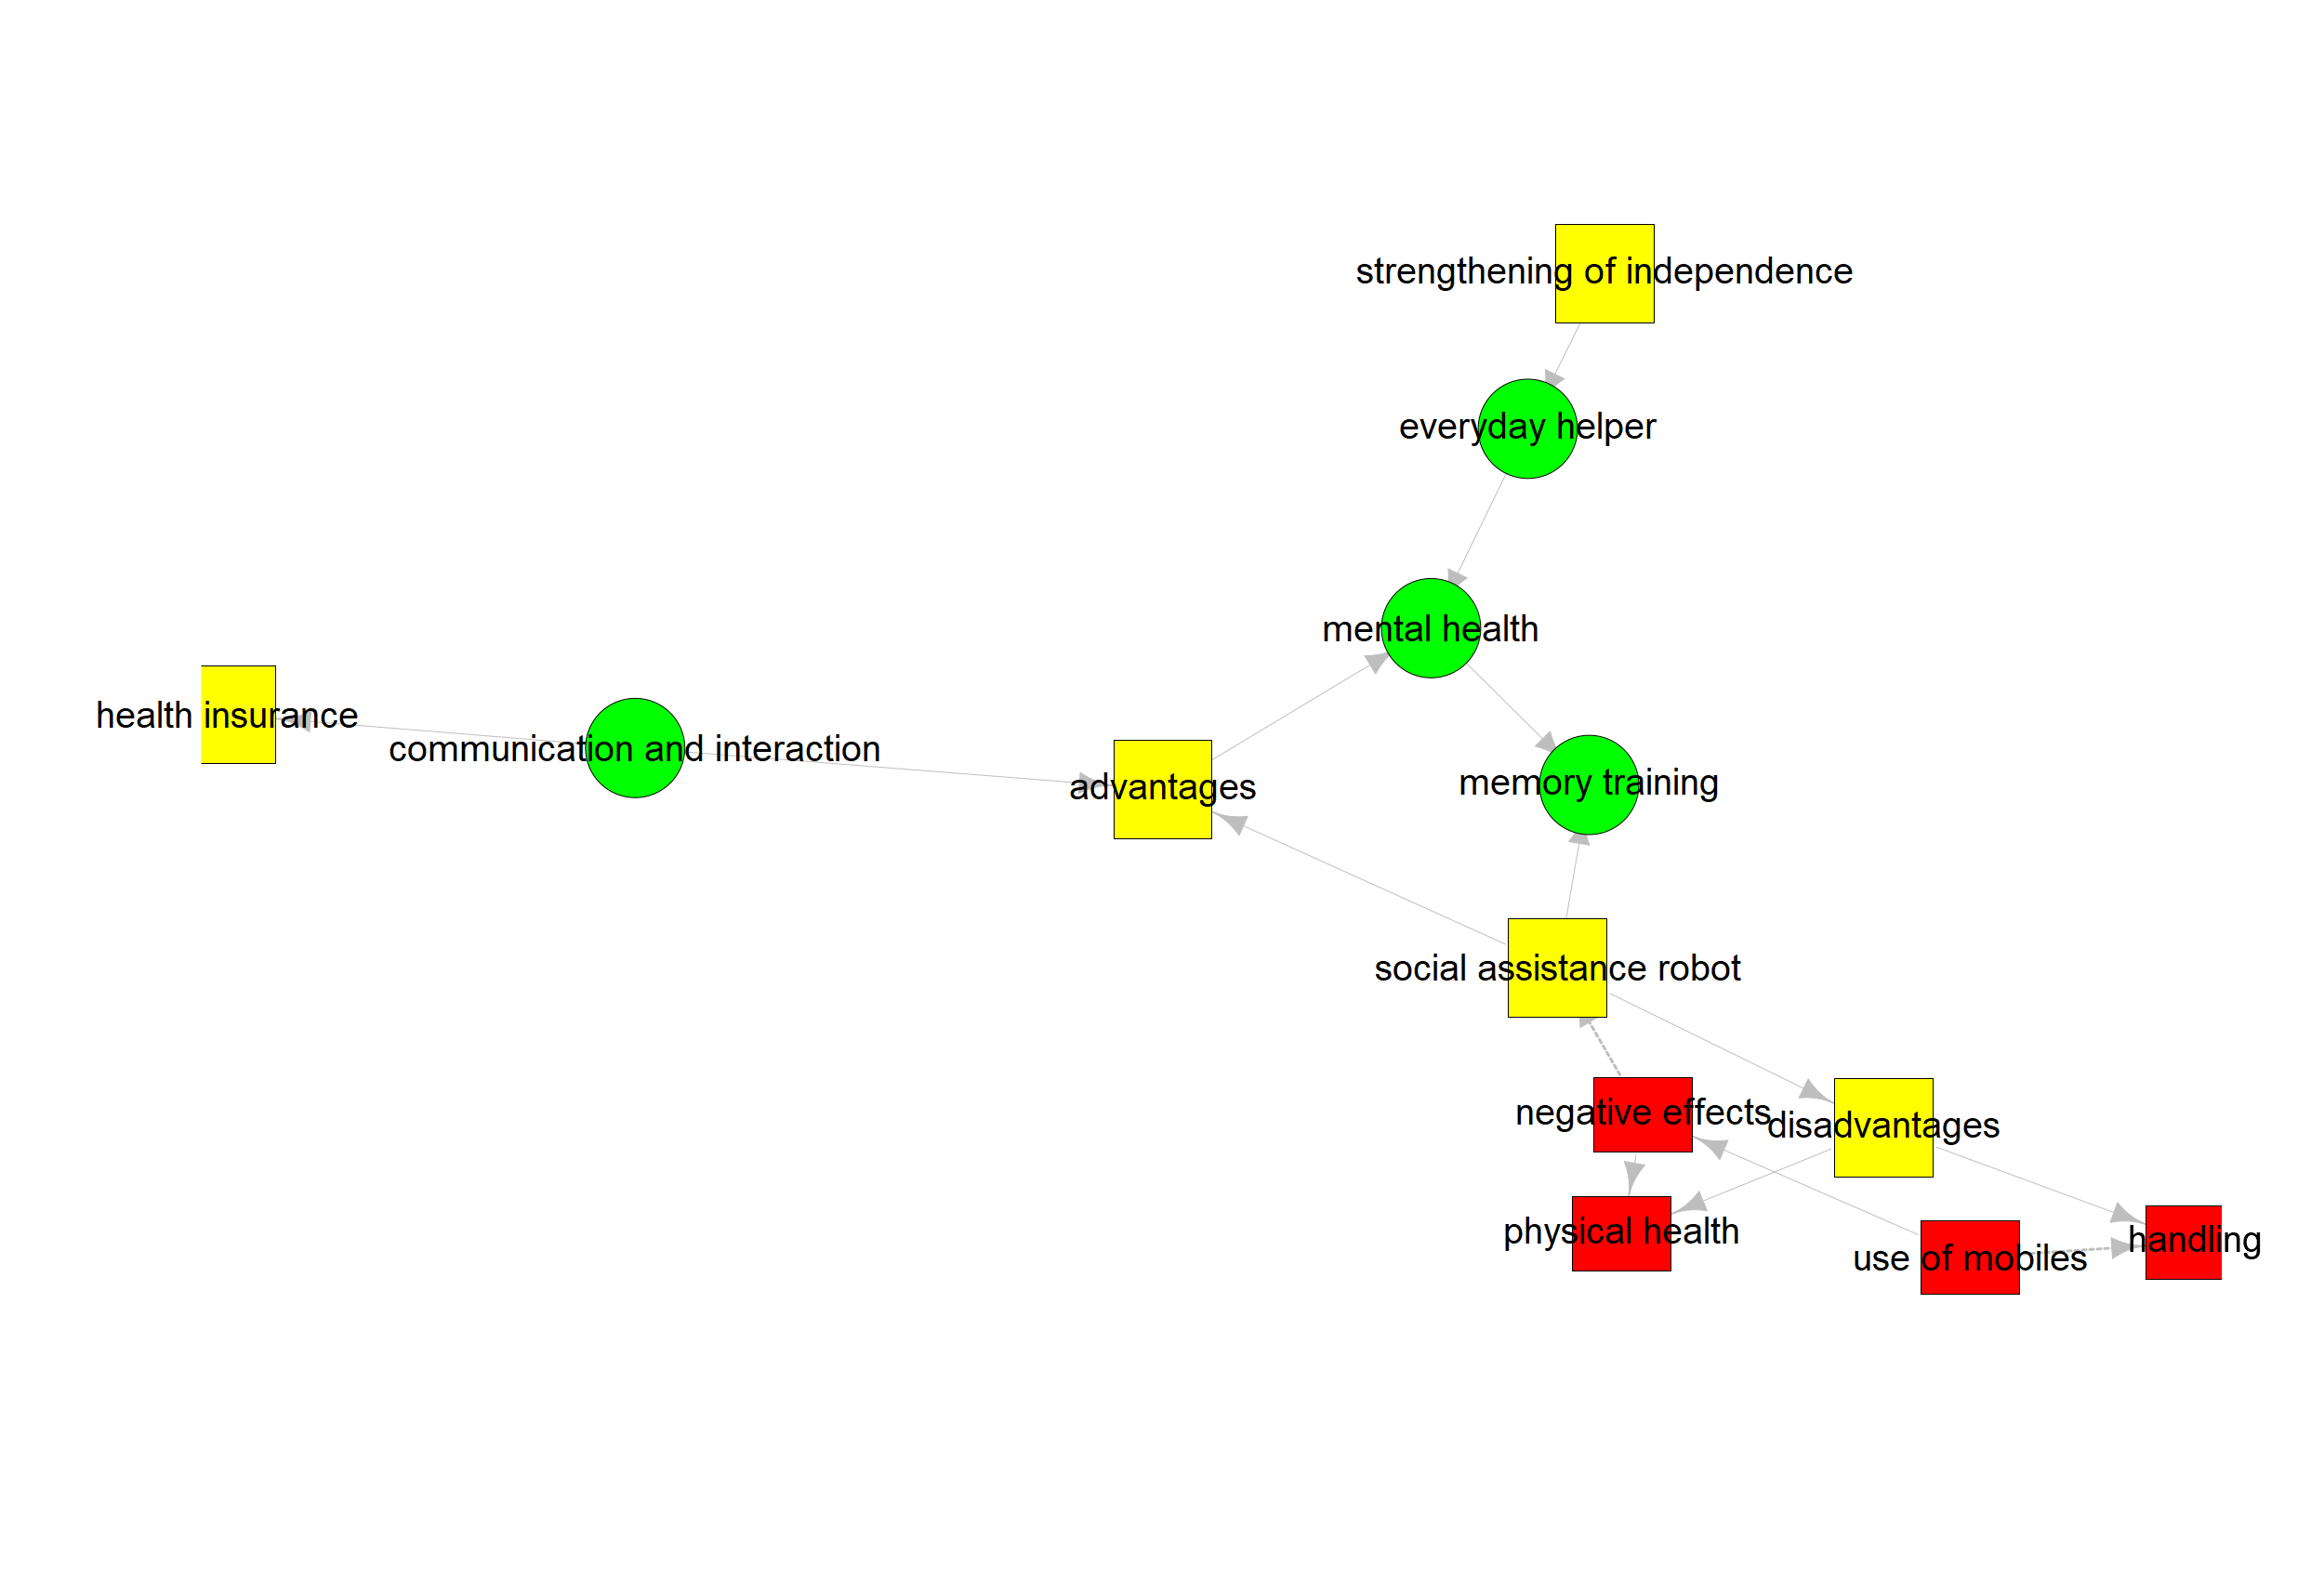 strengthening of independence
everyday helper
mental health
health insurance
communication and interaction
advantages
memory training
social assistance robot
negative effects
disadvantages
physical health
use of mobiles
handling